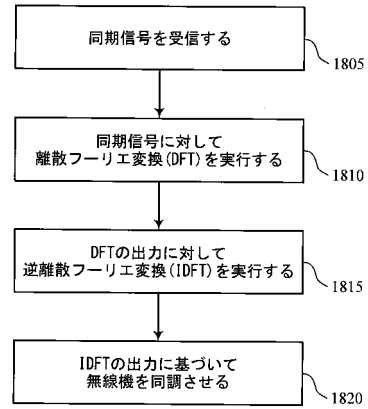 同期信号を受信する
1805
同期信号に対して
離散フーリエ変換(DFT)を実行する
1810
DFTの出力に対して
逆離散フーリエ変換(IDFT)を実行する
1815
IDFTの出力に基づいて
無線機を同調させる
1820